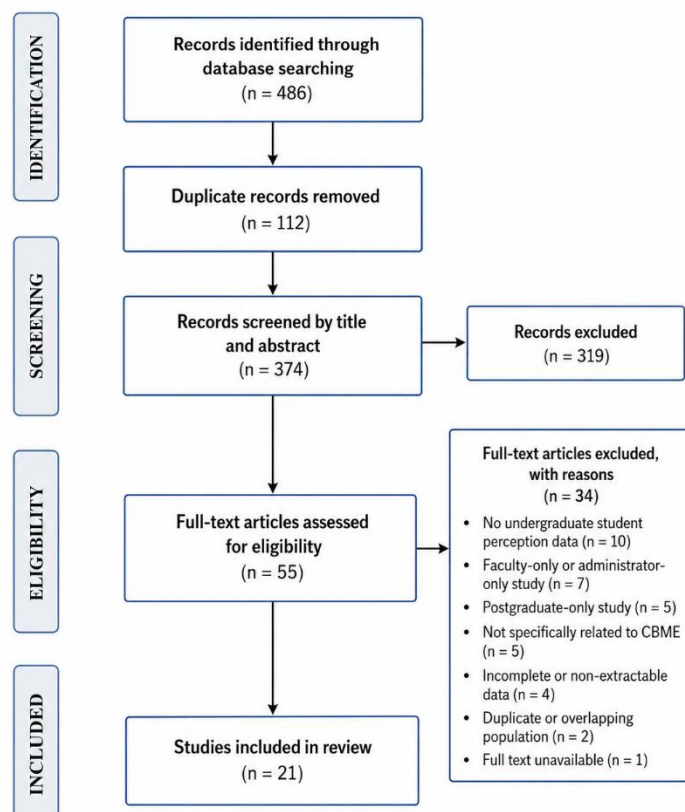 IDENTIFICATION
Records identified through
database searching
(n = 486)
Duplicate records removed
(n = 112)
SCREENING
Records screened by title
and abstract
(n = 374)
Records excluded
(n = 319)
ELIGIBILITY
Full-text articles assessed
for eligibility
(n = 55)
Full-text articles excluded,
with reasons
(n = 34)
• No undergraduate student
perception data (n = 10)
• Faculty-only or administrator-
only study (n = 7)
• Postgraduate-only study (n = 5)
• Not specifically related to CBME
(n = 5)
• Incomplete or non-extractable
data (n = 4)
• Duplicate or overlapping
population (n = 2)
• Full text unavailable (n = 1)
INCLUDED
Studies included in review
(n = 21)